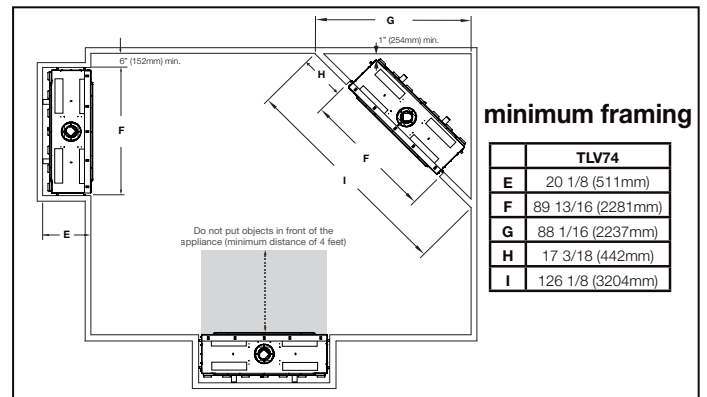 G
1" (254mm) min.
6" (152mm) min.
H
F
F
I
E
Do not put objects in front of the
appliance (minimum distance of 4 feet)
minimum framing
TLV74
E 20 1/8 (511mm)
F 89 13/16 (2281mm)
G 88 1/16 (2237mm)
H 17 3/18 (442mm)
I 126 1/8 (3204mm)